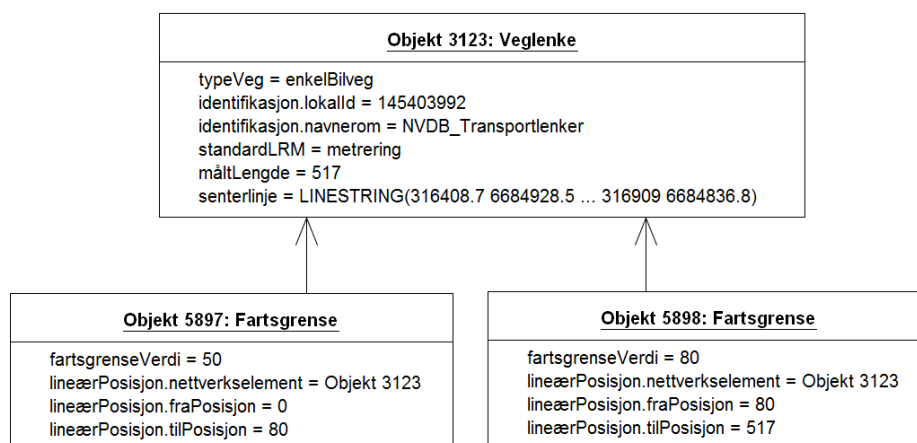 Objekt 3123: Veglenke
typeVeg = enkelBilveg
identifikasjon.lokalId = 145403992
identifikasjon.navnerom = NVDB_Transportlenker
standardLRM = metrering
måltLengde = 517
senterlinje = LINESTRING(316408.7 6684928.5 ... 316909 6684836.8)
Objekt 5897: Fartsgrense
fartsgrenseVerdi = 50
lineærPosisjon.nettverkselement = Objekt 3123
lineærPosisjon.fraPosisjon = 0
lineærPosisjon.tilPosisjon = 80
Objekt 5898: Fartsgrense
fartsgrenseVerdi = 80
lineærPosisjon.nettverkselement = Objekt 3123
lineærPosisjon.fraPosisjon = 80
lineærPosisjon.tilPosisjon = 517